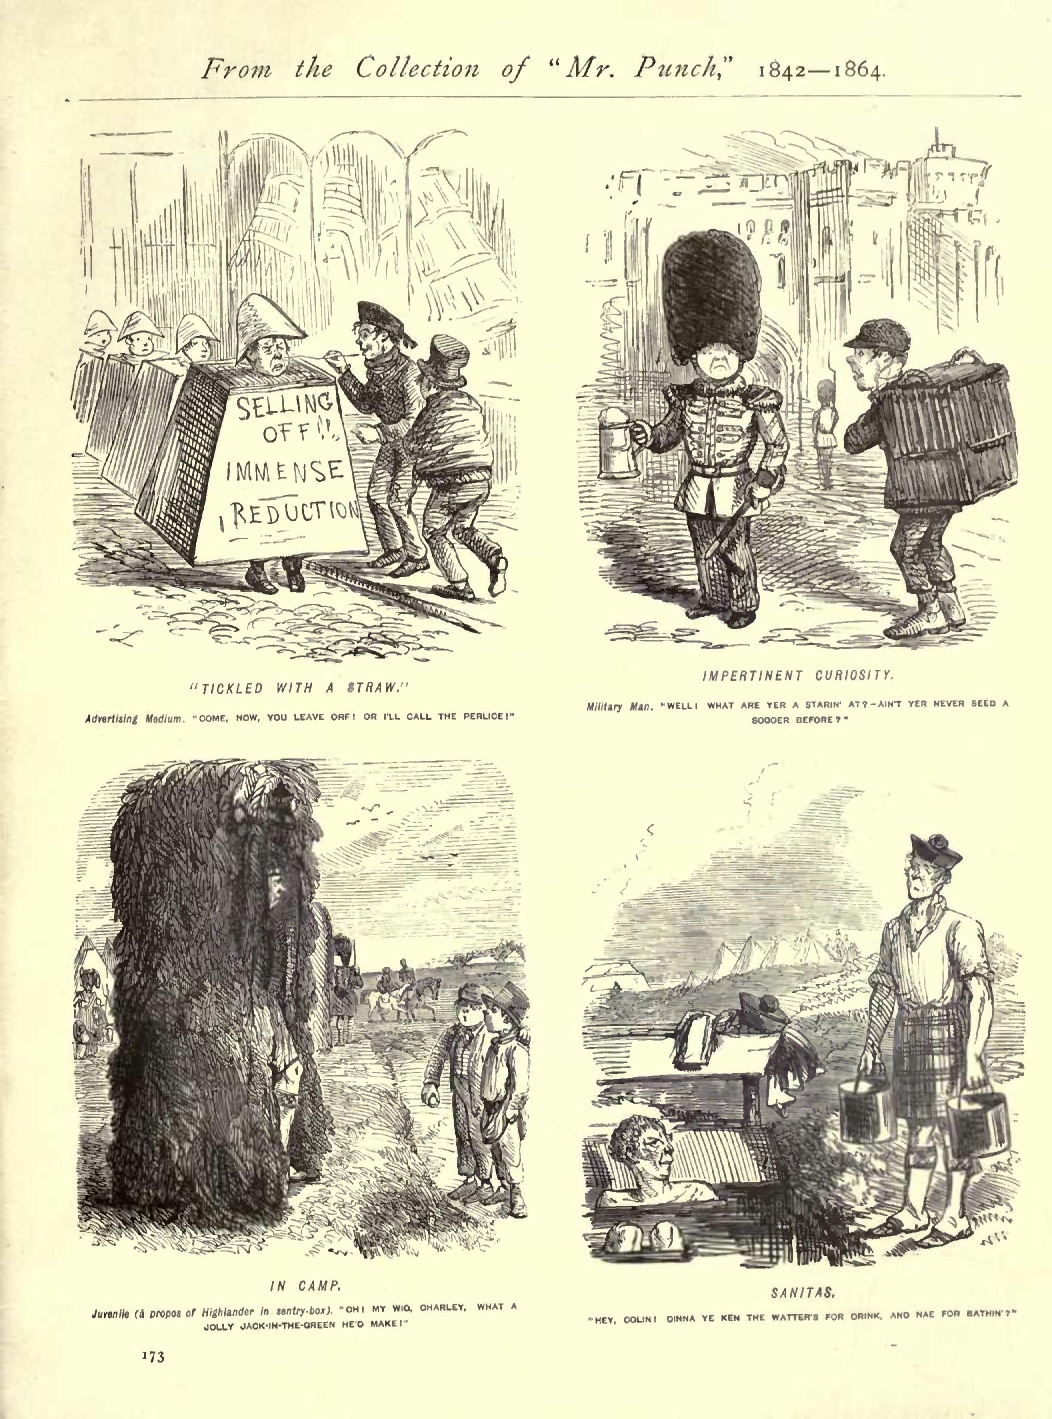 From the Collection of "Mr. Punch," 1842—1864.
SELLING
OFF!!
IMMENSE
REDUCTION
"TICKLED WITH A STRAW."
Advertising Medium. "COME, NOW, YOU LEAVE ORF! OR I'LL CALL THE PERLICE!"
IMPERTINENT CURIOSITY.
Military Man. "WELL! WHAT ARE YER A STARIN' AT?—AIN'T YER NEVER SEED A
SOGER BEFORE?"
IN CAMP.
Juvenile (à propos of Highlander in sentry-box). "OH! MY WIG, CHARLEY, WHAT A
JOLLY JACK-IN-THE-GREEN HE'D MAKE!"
SANITAS.
"HEY, COLIN! DINNA YE KEN THE WATTER'S FOR DRINK, AND NAE FOR BATHIN'?"
173